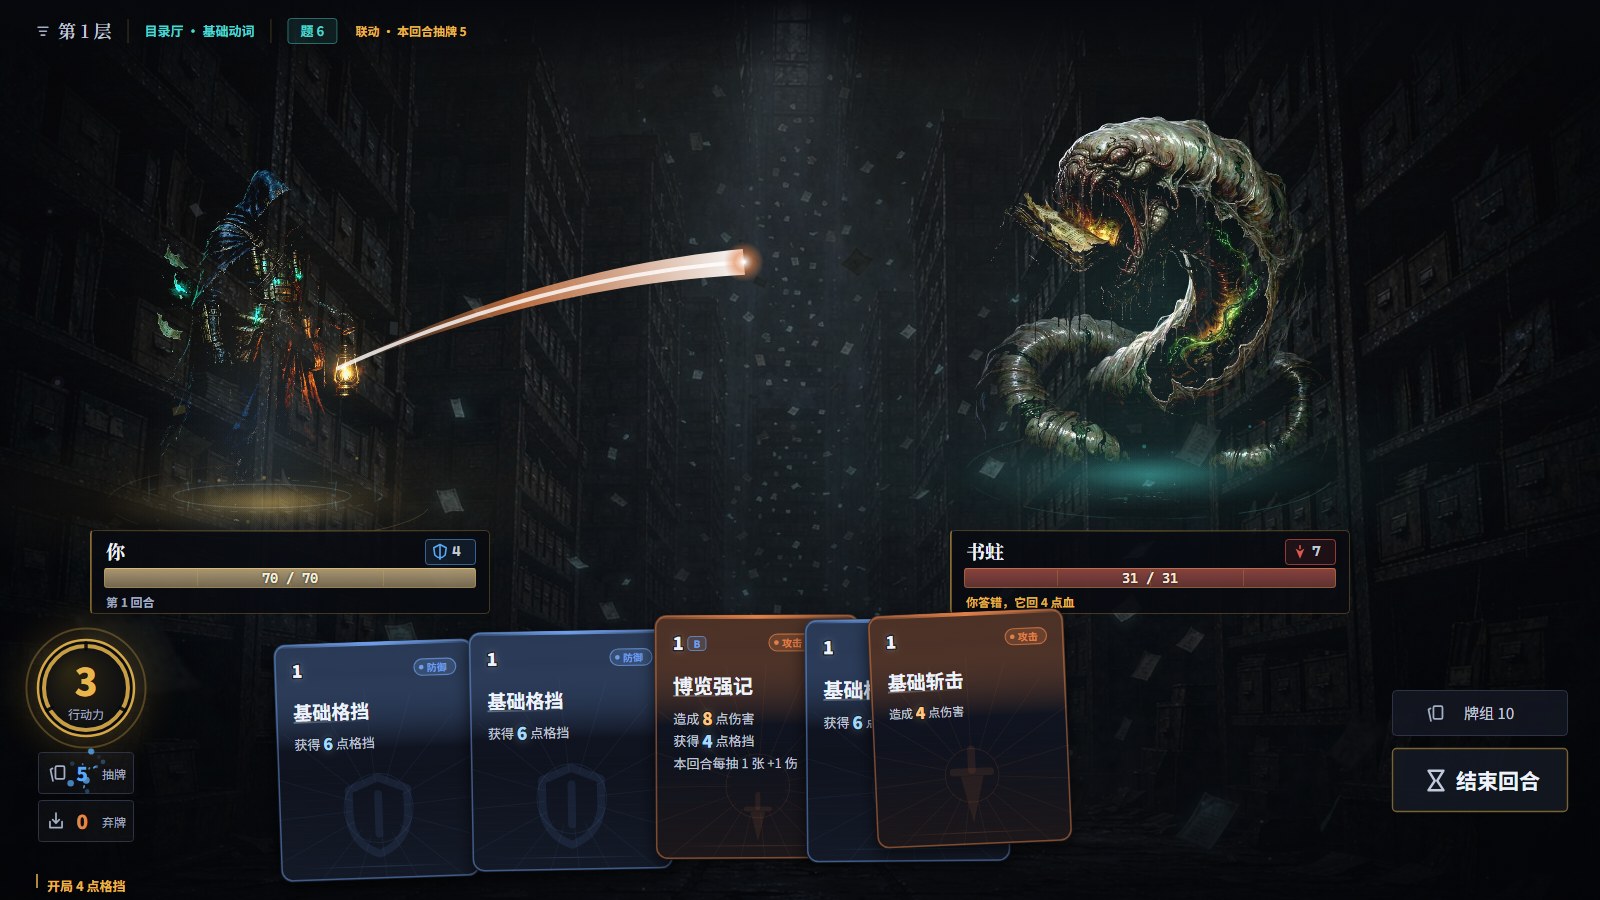 第 1 层
目录厅 · 基础动词
题 6
联动 · 本回合抽牌 5
你
4
70 / 70
第 1 回合
书蛀
7
31 / 31
你答错，它回 4 点血
3
行动力
5 抽牌
0 弃牌
开局 4 点格挡
1
防御
基础格挡
获得 6 点格挡
1
防御
基础格挡
获得 6 点格挡
1 B
攻击
博览强记
造成 8 点伤害
获得 4 点格挡
本回合每抽 1 张 +1 伤
1
基础
获得 6
1
攻击
基础斩击
造成 4 点伤害
牌组 10
结束回合